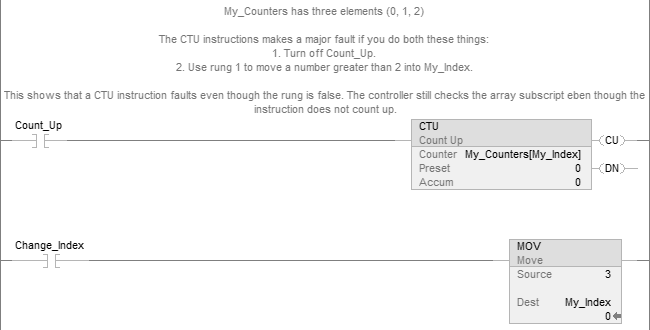 My_Counters has three elements (0, 1, 2)
The CTU instructions makes a major fault if you do both these things:
1. Turn off Count_Up.
2. Use rung 1 to move a number greater than 2 into My_Index.
This shows that a CTU instruction faults even though the rung is false. The controller still checks the array subscript eben though the
instruction does not count up.
Count_Up
CTU
Count Up
CU
Counter My_Counters[My_Index]
Preset 0
DN
Accum 0
Change_Index
MOV
Move
Source 3
Dest My_Index
0